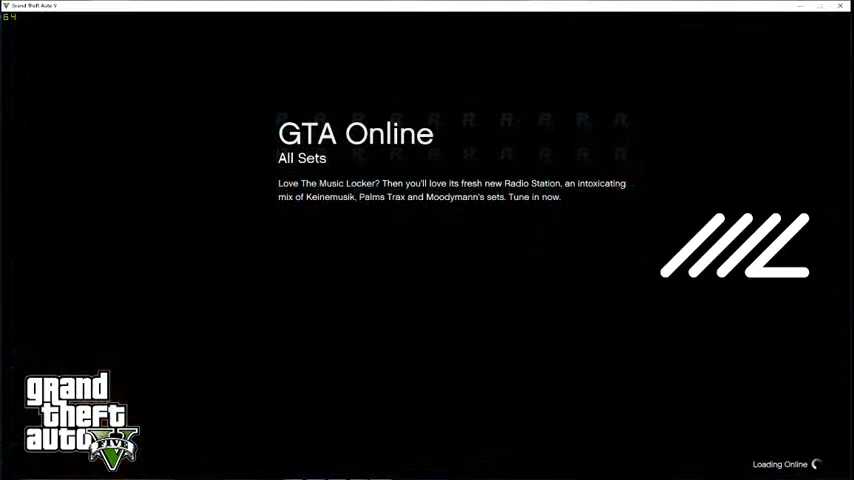 Grand Theft Auto V
64
GTA Online
All Sets
Love The Music Locker? Then you'll love its fresh new Radio Station, an intoxicating
mix of Keinemusik, Palms Trax and Moodymann's sets. Tune in now.
grand
theft
auto V
FIVE
Loading Online